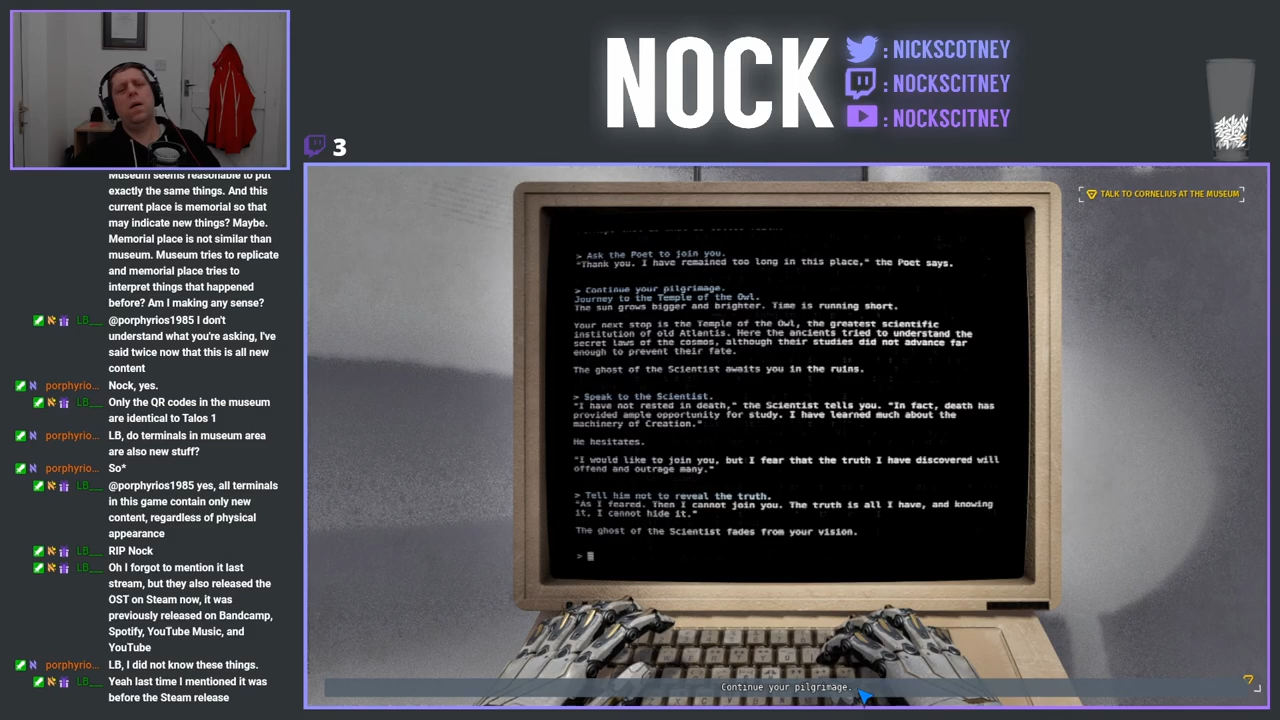 NOCK
: NICKSCOTNEY
: NOCKSCITNEY
: NOCKSCITNEY
3
Museum seems reasonable to put
exactly the same things. And this
current place is memorial so that
may indicate new things? Maybe.
Memorial place is not similar than
museum. Museum tries to replicate
and memorial place tries to
interpret things that happened
before? Am I making any sense?
LB__ @porphyrios1985 I don't
understand what you're asking, I've
said twice now that this is all new
content
N porphyrio... Nock, yes.
LB__ Only the QR codes in the museum
are identical to Talos 1
N porphyrio... LB, do terminals in museum area
are also new stuff?
N porphyrio... So*
LB__ @porphyrios1985 yes, all terminals
in this game contain only new
content, regardless of physical
appearance
LB__ RIP Nock
LB__ Oh I forgot to mention it last
stream, but they also released the
OST on Steam now, it was
previously released on Bandcamp,
Spotify, YouTube Music, and
YouTube
N porphyrio... LB, I did not know these things.
LB__ Yeah last time I mentioned it was
before the Steam release
TALK TO CORNELIUS AT THE MUSEUM
> Ask the Poet to join you.
"Thank you. I have remained too long in this place," the Poet says.
> Continue your pilgrimage.
Journey to the Temple of the Owl.
The sun grows bigger and brighter. Time is running short.
Your next stop is the Temple of the Owl, the greatest scientific
institution of old Atlantis. Here the ancients tried to understand the
secret laws of the cosmos, although their studies did not advance far
enough to prevent their fate.
The ghost of the Scientist awaits you in the ruins.
> Speak to the Scientist.
"I have not rested in death," the Scientist tells you. "In fact, death has
provided ample opportunity for study. I have learned much about the
machinery of Creation."
He hesitates.
"I would like to join you, but I fear that the truth I have discovered will
offend and outrage many."
> Tell him not to reveal the truth.
"As I feared. Then I cannot join you. The truth is all I have, and knowing
it, I cannot hide it."
The ghost of the Scientist fades from your vision.
>
Continue your pilgrimage.